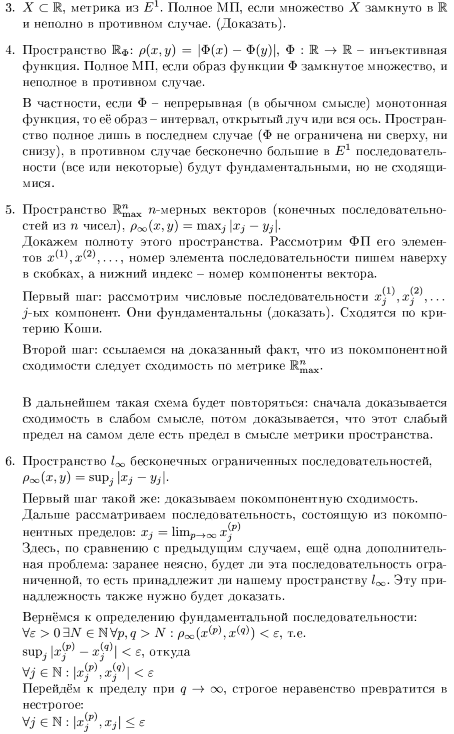 3. X ⊂ ℝ, метрика из E¹. Полное МП, если множество X замкнуто в ℝ
и неполно в противном случае. (Доказать).
4. Пространство ℝ_Φ: ρ(x, y) = |Φ(x) − Φ(y)|, Φ : ℝ → ℝ – инъективная
функция. Полное МП, если образ функции Φ замкнутое множество, и
неполное в противном случае.
В частности, если Φ – непрерывная (в обычном смысле) монотонная
функция, то её образ – интервал, открытый луч или вся ось. Простран-
ство полное лишь в последнем случае (Φ не ограничена ни сверху, ни
снизу), в противном случае бесконечно большие в E¹ последователь-
ности (все или некоторые) будут фундаментальными, но не сходящи-
мися.
5. Пространство ℝⁿ_max n-мерных векторов (конечных последовательно-
стей из n чисел), ρ_∞(x, y) = max_j |x_j − y_j|.
Докажем полноту этого пространства. Рассмотрим ФП его элемен-
тов x^(1), x^(2), . . . , номер элемента последовательности пишем наверху
в скобках, а нижний индекс – номер компоненты вектора.
Первый шаг: рассмотрим числовые последовательности x_j^(1), x_j^(2), . . .
j-ых компонент. Они фундаментальны (доказать). Сходятся по кри-
терию Коши.
Второй шаг: ссылаемся на доказанный факт, что из покомпонентной
сходимости следует сходимость по метрике ℝⁿ_max.
В дальнейшем такая схема будет повторяться: сначала доказывается
сходимость в слабом смысле, потом доказывается, что этот слабый
предел на самом деле есть предел в смысле метрики пространства.
6. Пространство l_∞ бесконечных ограниченных последовательностей,
ρ_∞(x, y) = sup_j |x_j − y_j|.
Первый шаг такой же: доказываем покомпонентную сходимость.
Дальше рассматриваем последовательность, состоящую из покомпо-
нентных пределов: x_j = lim_{p→∞} x_j^(p)
Здесь, по сравнению с предыдущим случаем, ещё одна дополнитель-
ная проблема: заранее неясно, будет ли эта последовательность огра-
ниченной, то есть принадлежит ли нашему пространству l_∞. Эту при-
надлежность также нужно будет доказать.
Вернёмся к определению фундаментальной последовательности:
∀ε > 0 ∃N ∈ ℕ ∀p, q > N : ρ_∞(x^(p), x^(q)) < ε, т.е.
sup_j |x_j^(p) − x_j^(q)| < ε, откуда
∀j ∈ ℕ : |x_j^(p), x_j^(q)| < ε
Перейдём к пределу при q → ∞, строгое неравенство превратится в
нестрогое:
∀j ∈ ℕ : |x_j^(p), x_j| ≤ ε